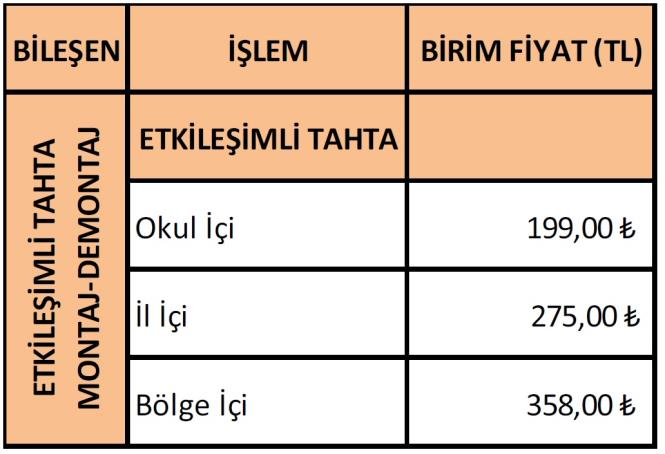 BİLEŞEN İŞLEM BİRİM FİYAT (TL)
ETKİLEŞİMLİ TAHTA
MONTAJ-DEMONTAJ
ETKİLEŞİMLİ TAHTA
Okul İçi 199,00 ₺
İl İçi 275,00 ₺
Bölge İçi 358,00 ₺